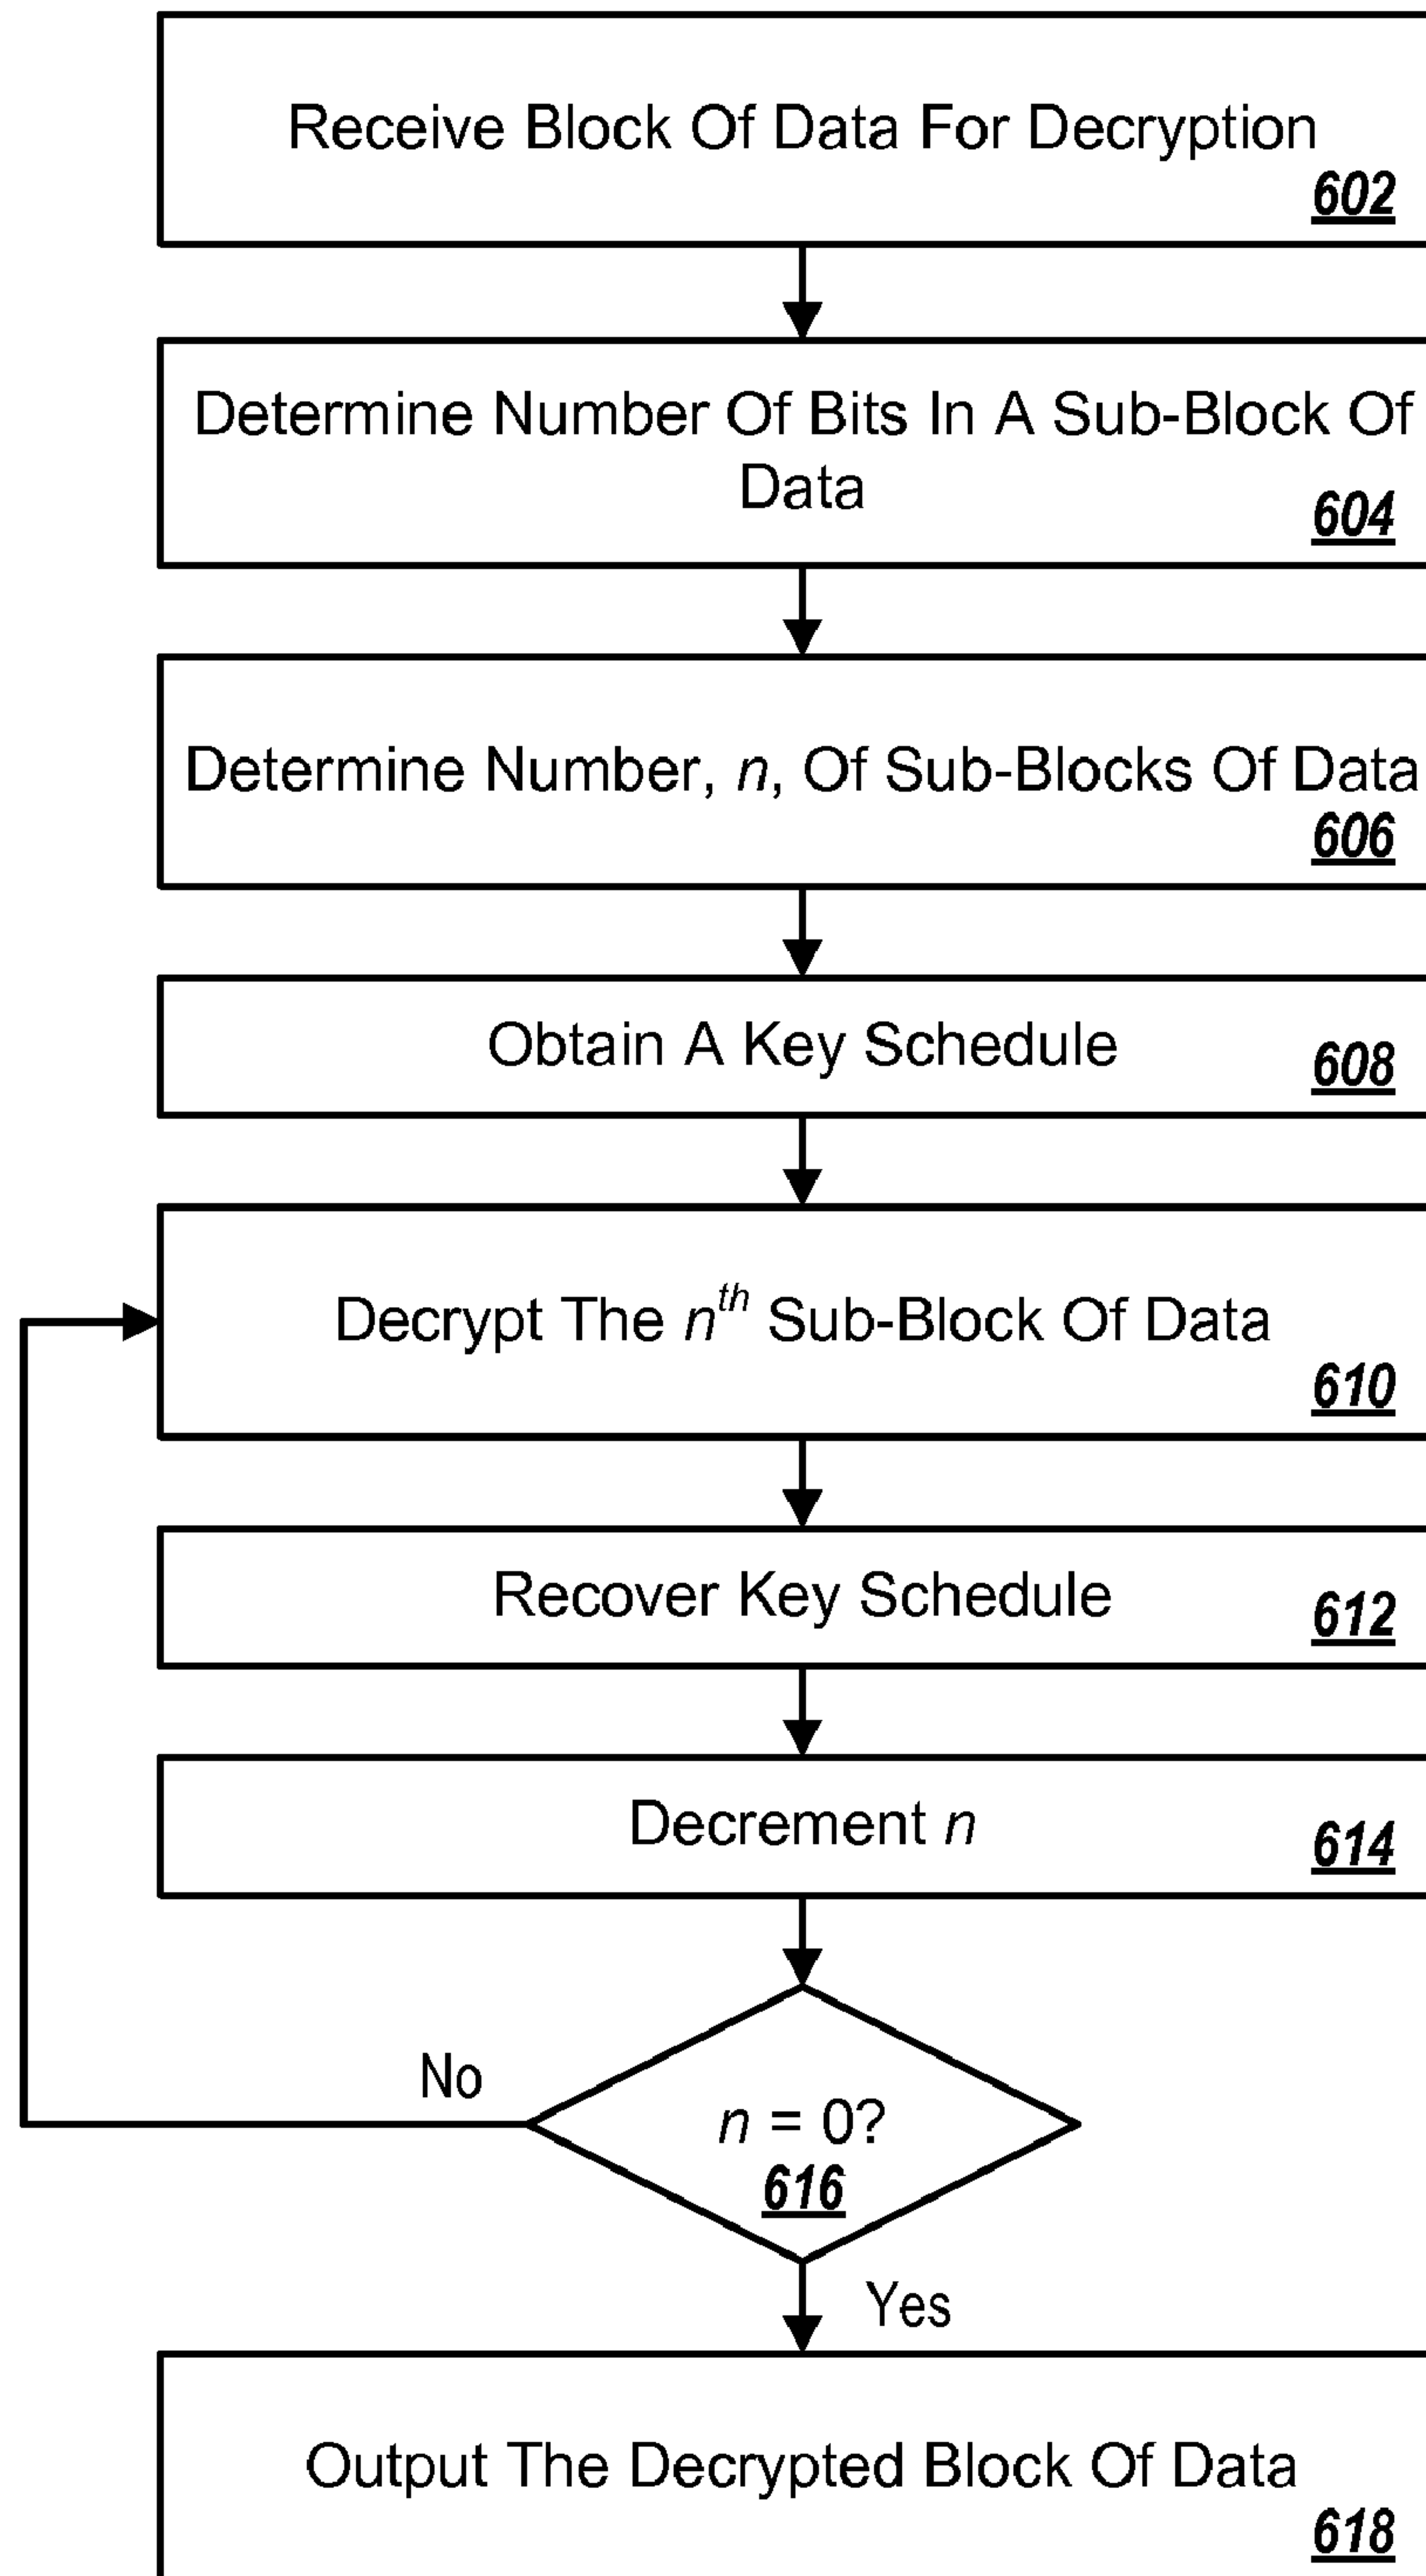 Receive Block Of Data For Decryption
602
Determine Number Of Bits In A Sub-Block Of
Data
604
Determine Number, n, Of Sub-Blocks Of Data
606
Obtain A Key Schedule
608
Decrypt The nth Sub-Block Of Data
610
Recover Key Schedule
612
Decrement n
614
No
n = 0?
616
Yes
Output The Decrypted Block Of Data
618